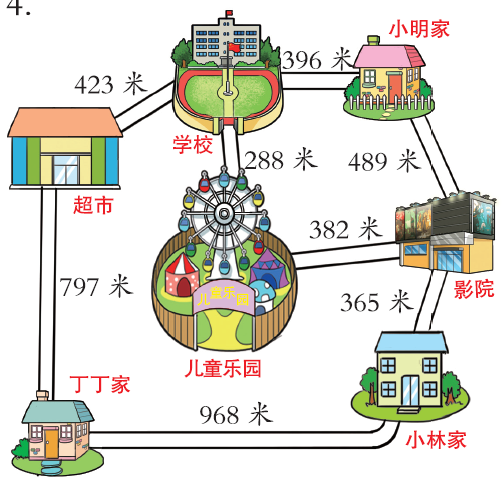 4.
小明家
396 米
423 米
学校
288 米
489 米
超市
382 米
797 米
儿童乐园
365 米
影院
儿童乐园
丁丁家
968 米
小林家